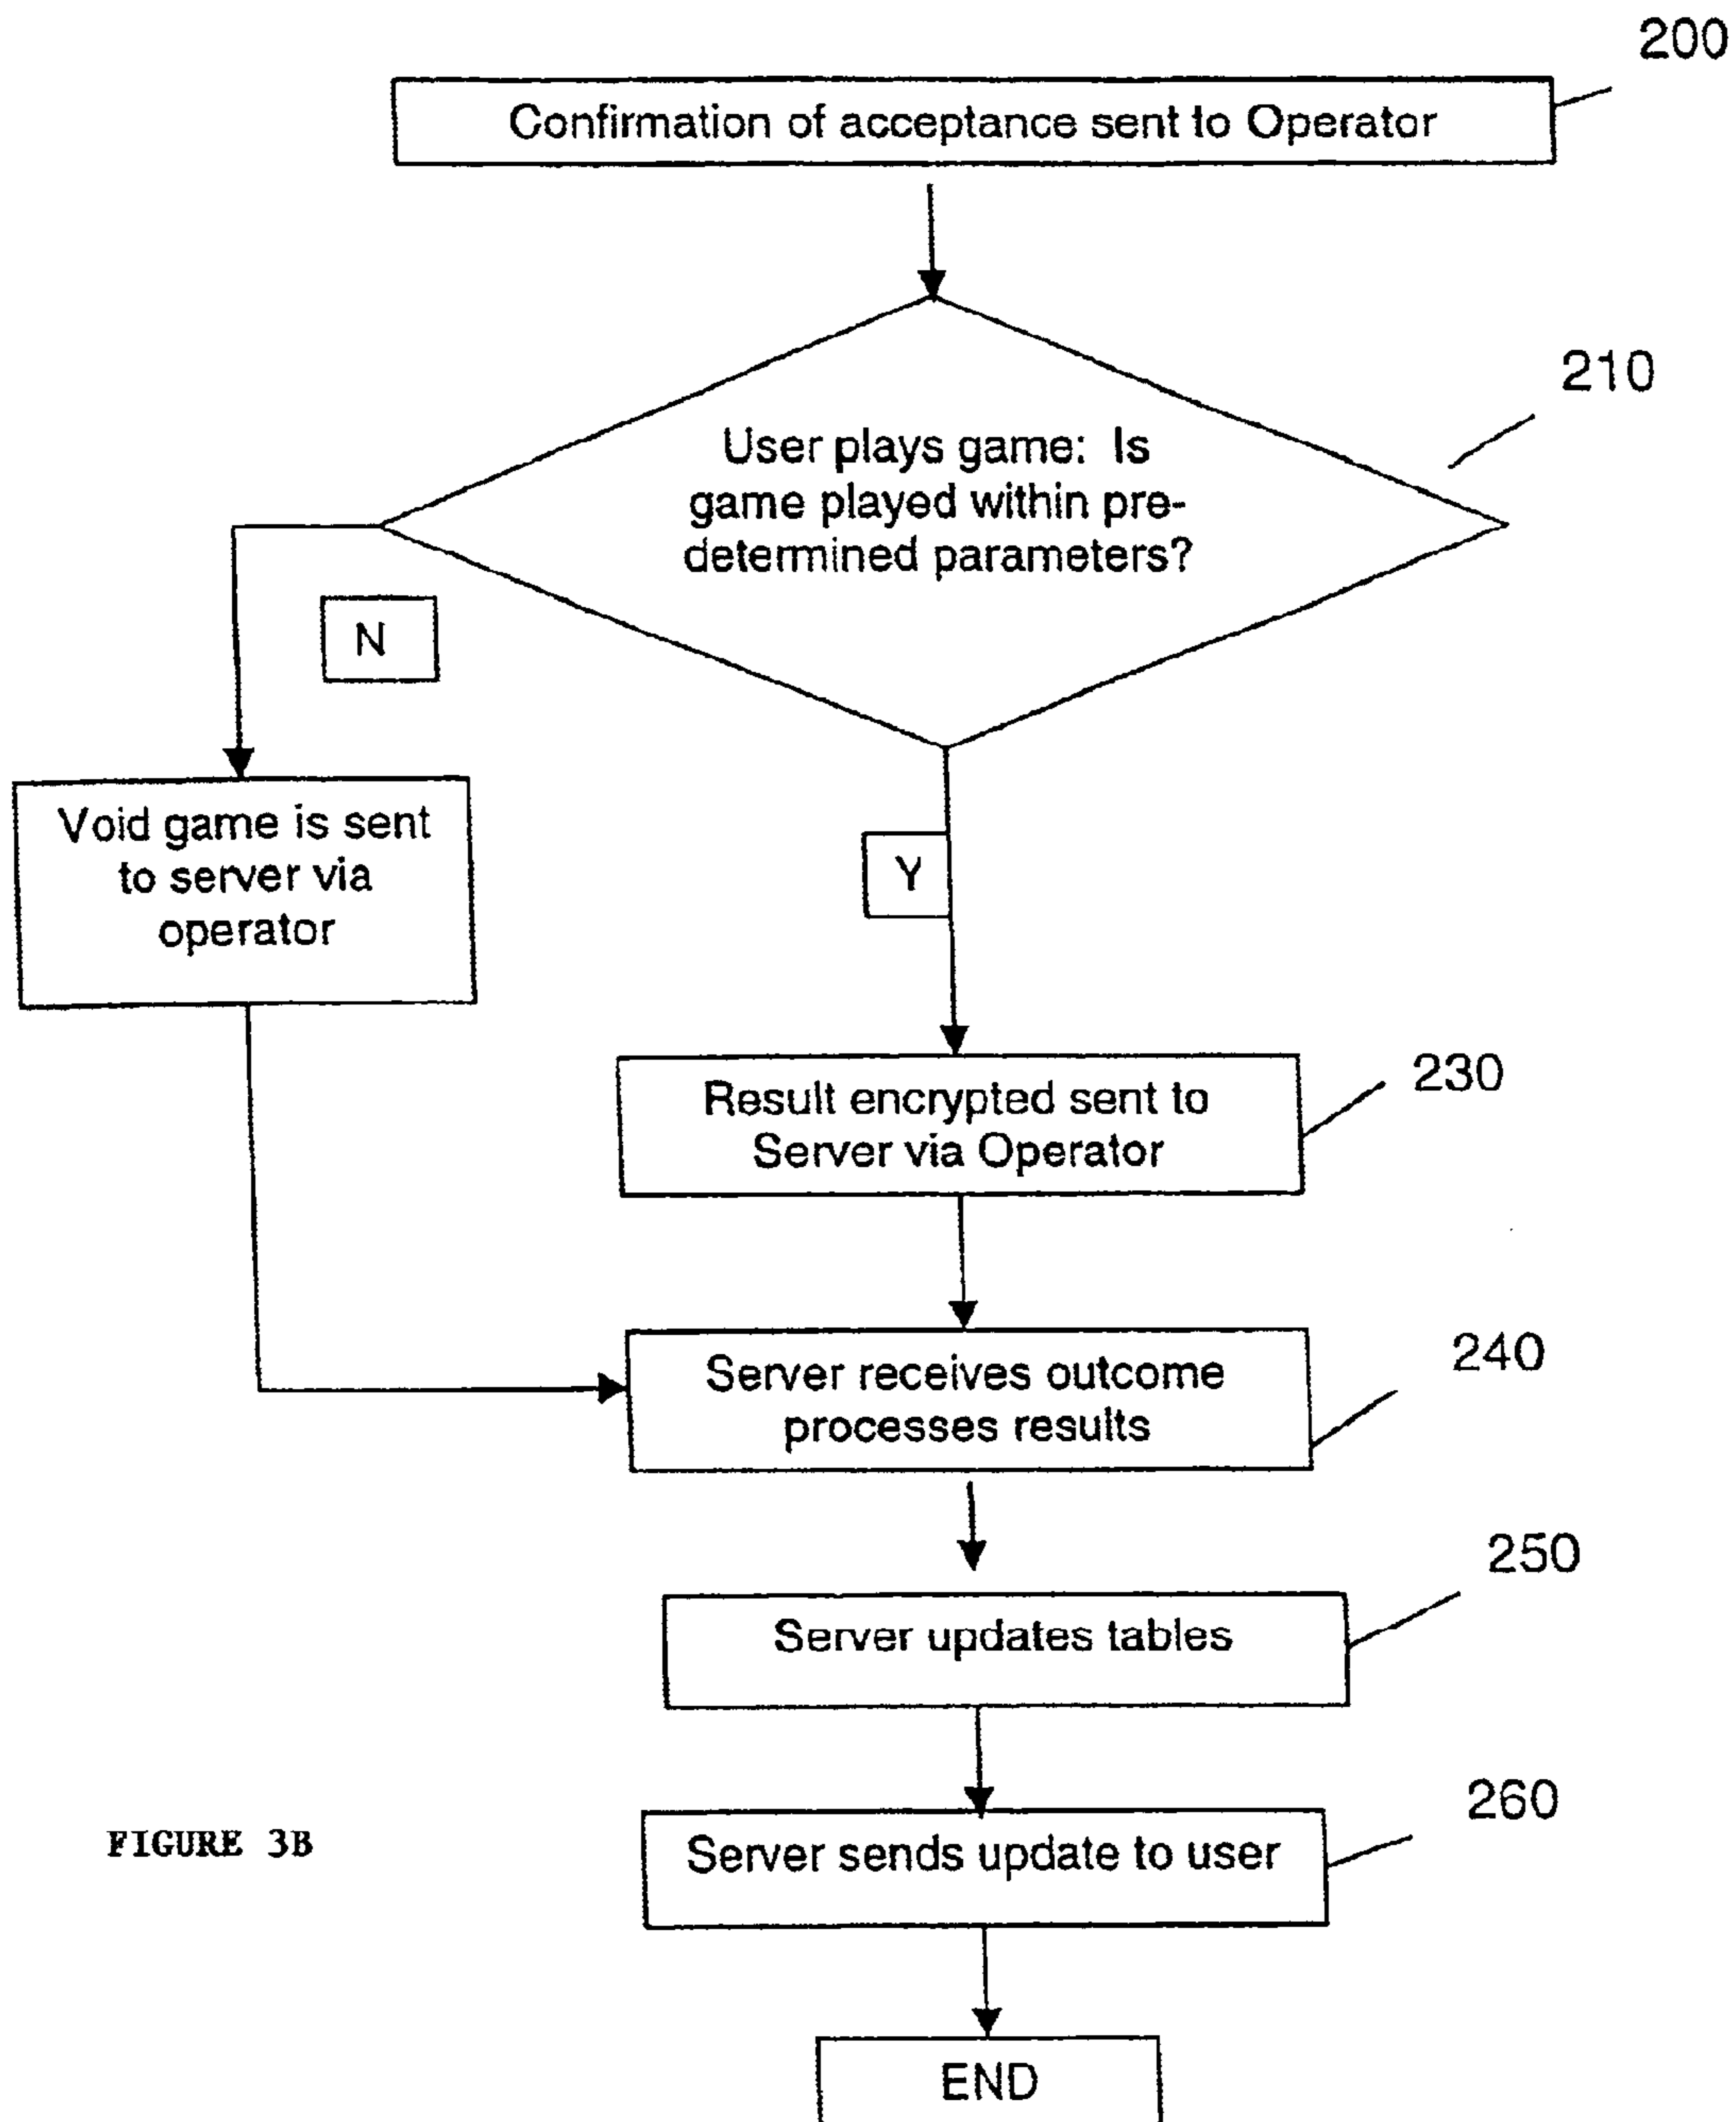 200
Confirmation of acceptance sent to Operator
210
User plays game: Is
game played within pre-
determined parameters?
N
Void game is sent
to server via
operator
Y
230
Result encrypted sent to
Server via Operator
240
Server receives outcome
processes results
250
Server updates tables
260
Server sends update to user
FIGURE 3B
END